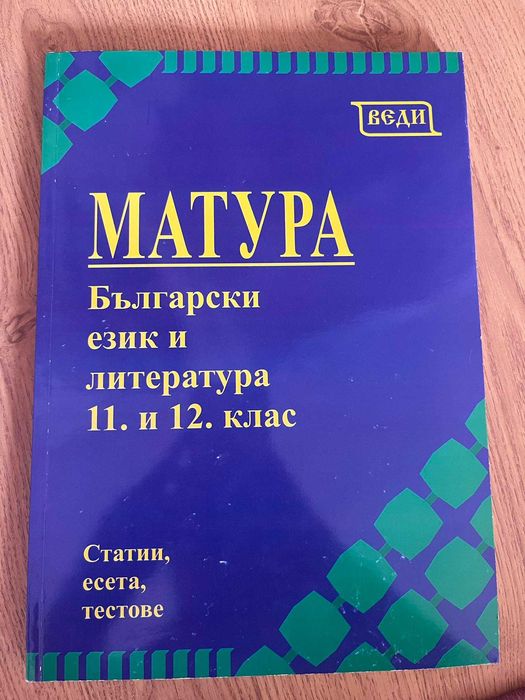 ВЕДИ
МАТУРА
Български
език и
литература
11. и 12. клас
Статии,
есета,
тестове